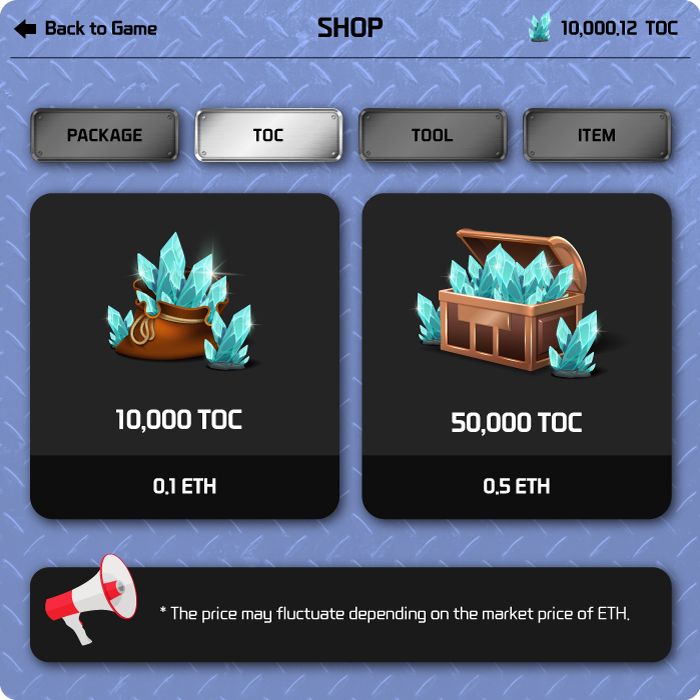 Back to Game
SHOP
10,000.12 TOC
PACKAGE
TOC
TOOL
ITEM
10,000 TOC
50,000 TOC
0.1 ETH
0.5 ETH
* The price may fluctuate depending on the market price of ETH.